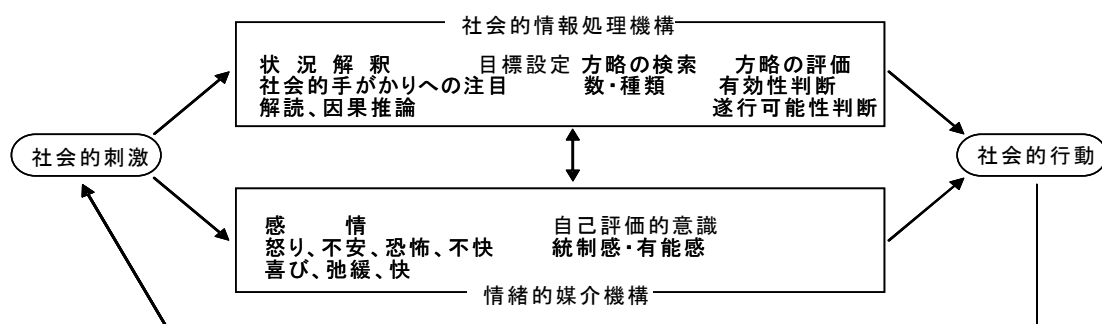 社会的情報処理機構
状況解釈 目標設定 方略の検索 方略の評価
社会的手がかりへの注目 数・種類 有効性判断
解読、因果推論 遂行可能性判断
社会的刺激
社会的行動
感情 自己評価的意識
怒り、不安、恐怖、不快 統制感・有能感
喜び、弛緩、快
情緒的媒介機構